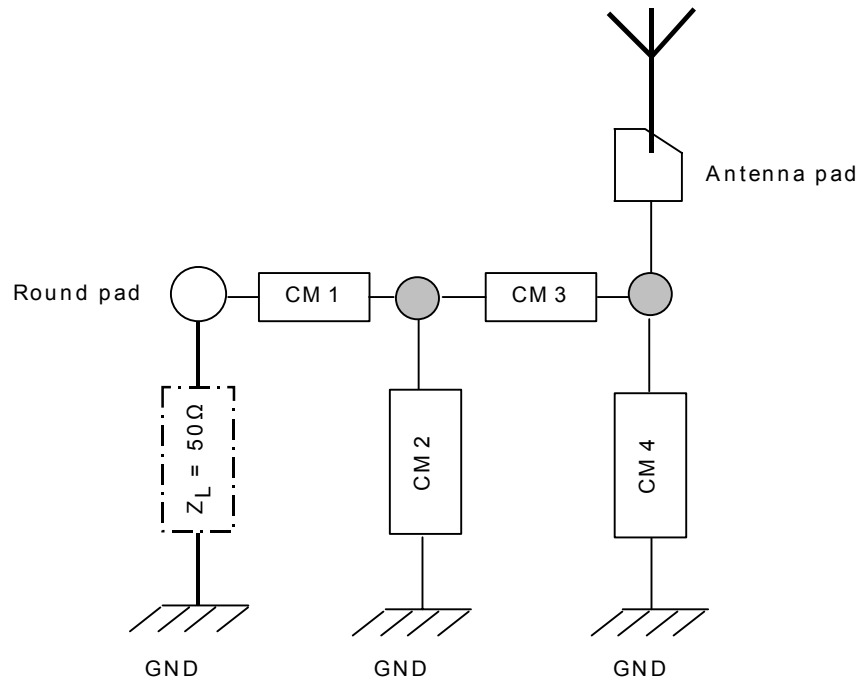 Antenna pad
Round pad
CM 1
CM 3
Z_L = 50Ω
CM 2
CM 4
GND
GND
GND